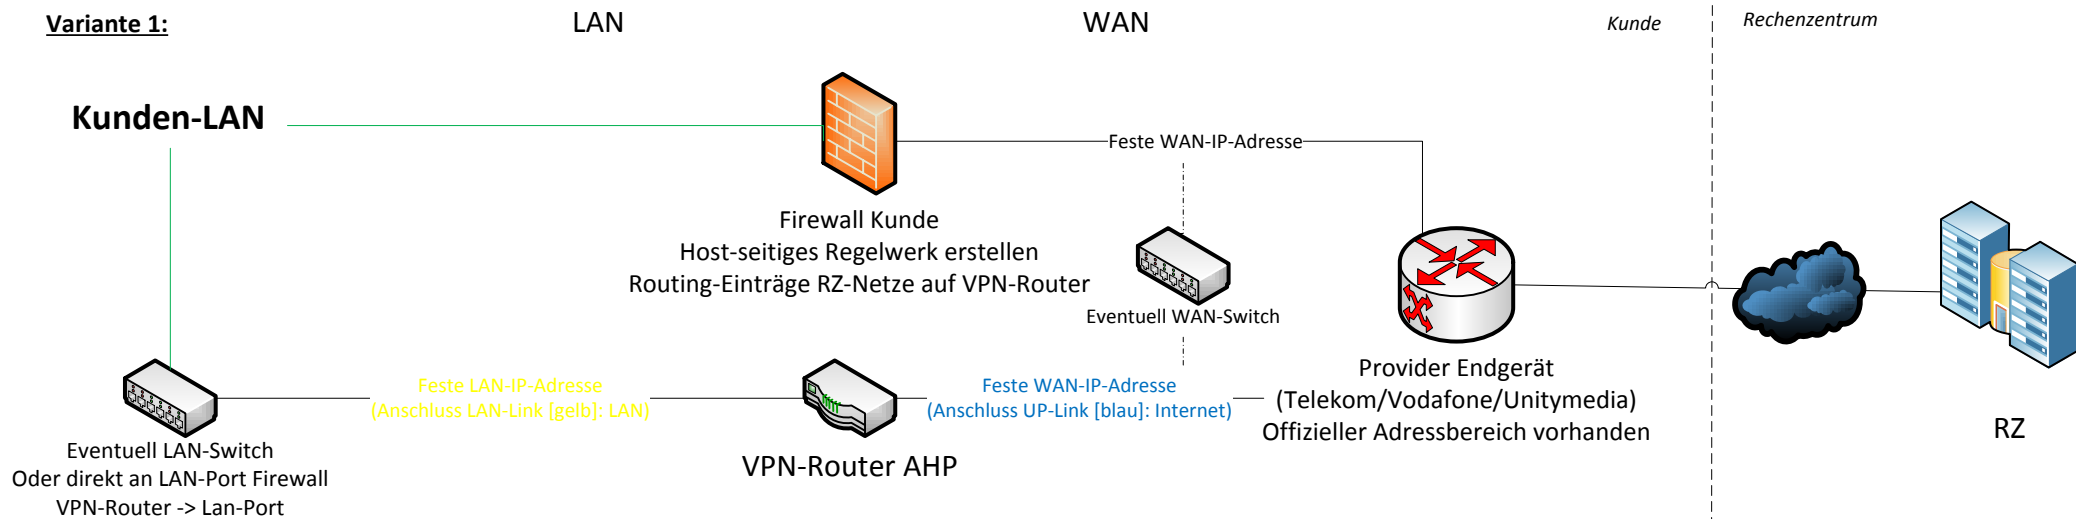 Variante 1:
LAN
WAN
Kunde
Rechenzentrum
Kunden-LAN
Feste WAN-IP-Adresse
Firewall Kunde
Host-seitiges Regelwerk erstellen
Routing-Einträge RZ-Netze auf VPN-Router
Eventuell WAN-Switch
Feste LAN-IP-Adresse
(Anschluss LAN-Link [gelb]: LAN)
Feste WAN-IP-Adresse
(Anschluss UP-Link [blau]: Internet)
Provider Endgerät
(Telekom/Vodafone/Unitymedia)
Offizieller Adressbereich vorhanden
RZ
Eventuell LAN-Switch
Oder direkt an LAN-Port Firewall
VPN-Router -> Lan-Port
VPN-Router AHP